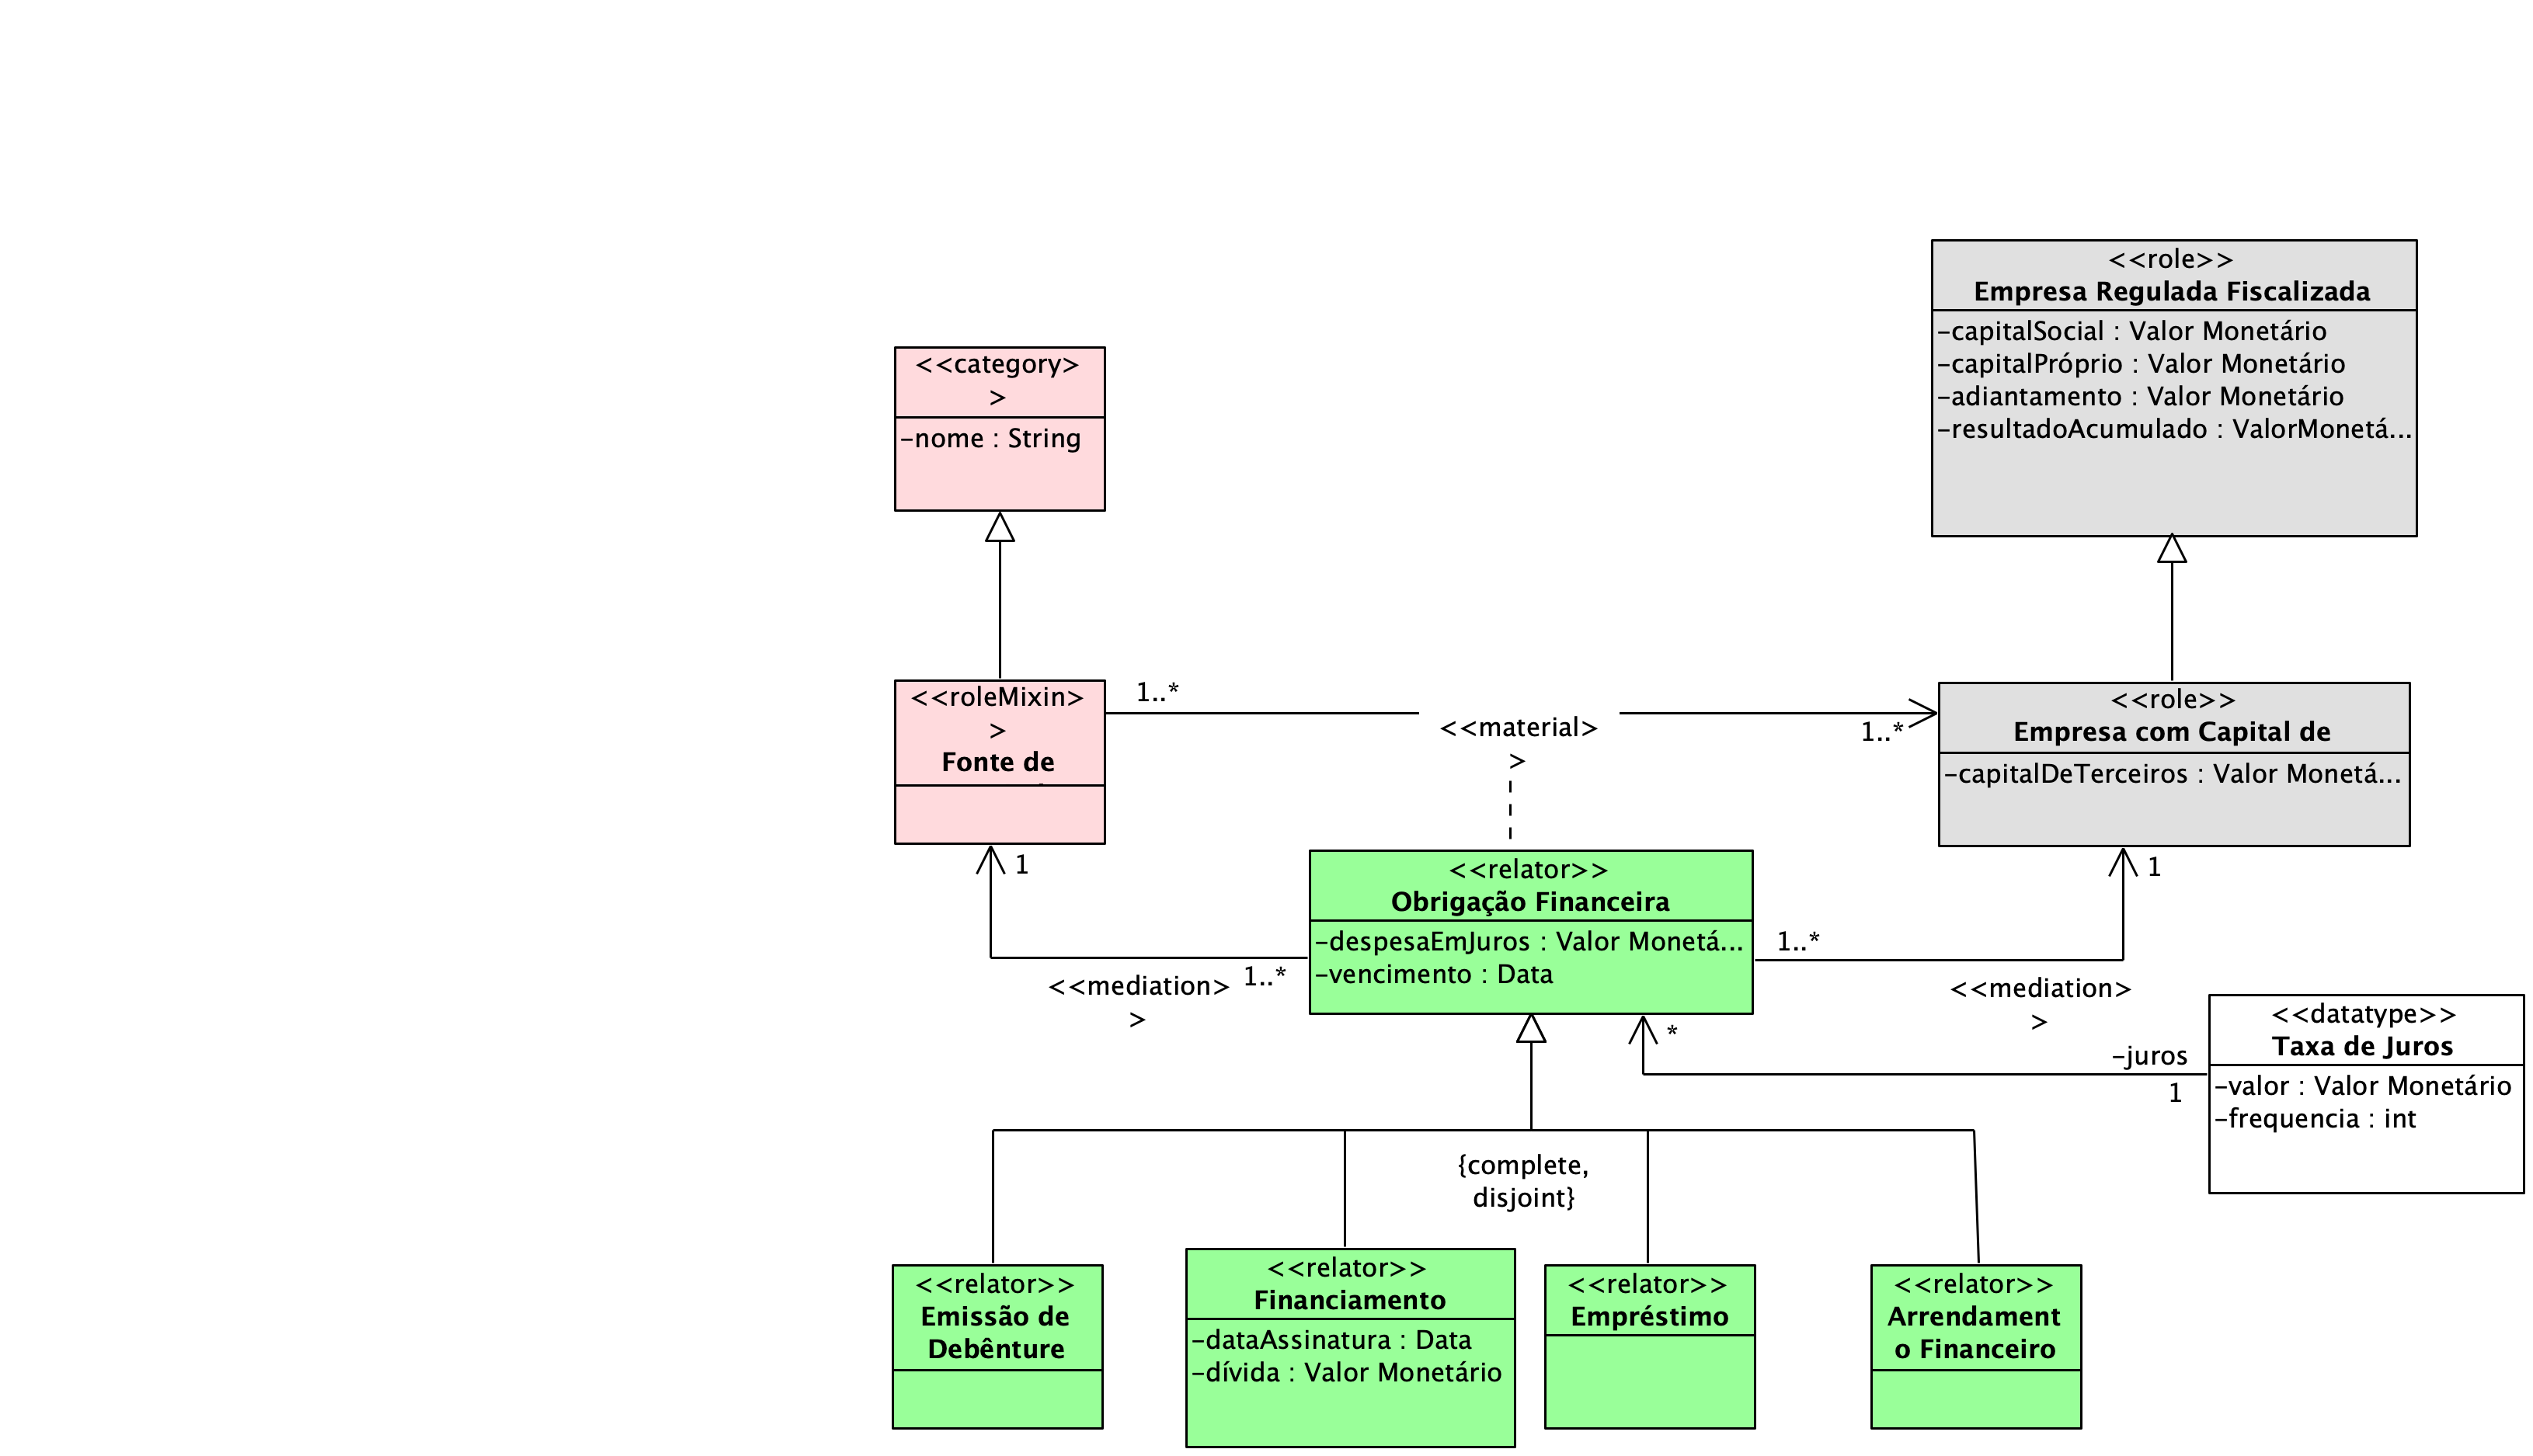 <<role>>
Empresa Regulada Fiscalizada
-capitalSocial : Valor Monetário
-capitalPróprio : Valor Monetário
-adiantamento : Valor Monetário
-resultadoAcumulado : ValorMonetá...
<<category>
>
-nome : String
<<roleMixin>
>
Fonte de
1..*
<<material>
>
1..*
<<role>>
Empresa com Capital de
-capitalDeTerceiros : Valor Monetá...
1
<<relator>>
Obrigação Financeira
-despesaEmJuros : Valor Monetá...
-vencimento : Data
1
1..*
1..*
<<mediation>
>
<<mediation>
>
*
-juros
1
<<datatype>>
Taxa de Juros
-valor : Valor Monetário
-frequencia : int
{complete,
disjoint}
<<relator>>
Emissão de
Debênture
<<relator>>
Financiamento
-dataAssinatura : Data
-dívida : Valor Monetário
<<relator>>
Empréstimo
<<relator>>
Arrendament
o Financeiro